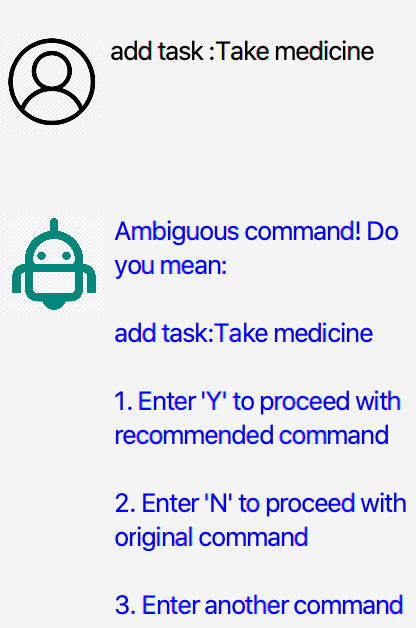 add task :Take medicine
Ambiguous command! Do
you mean:
add task:Take medicine
1. Enter 'Y' to proceed with
recommended command
2. Enter 'N' to proceed with
original command
3. Enter another command